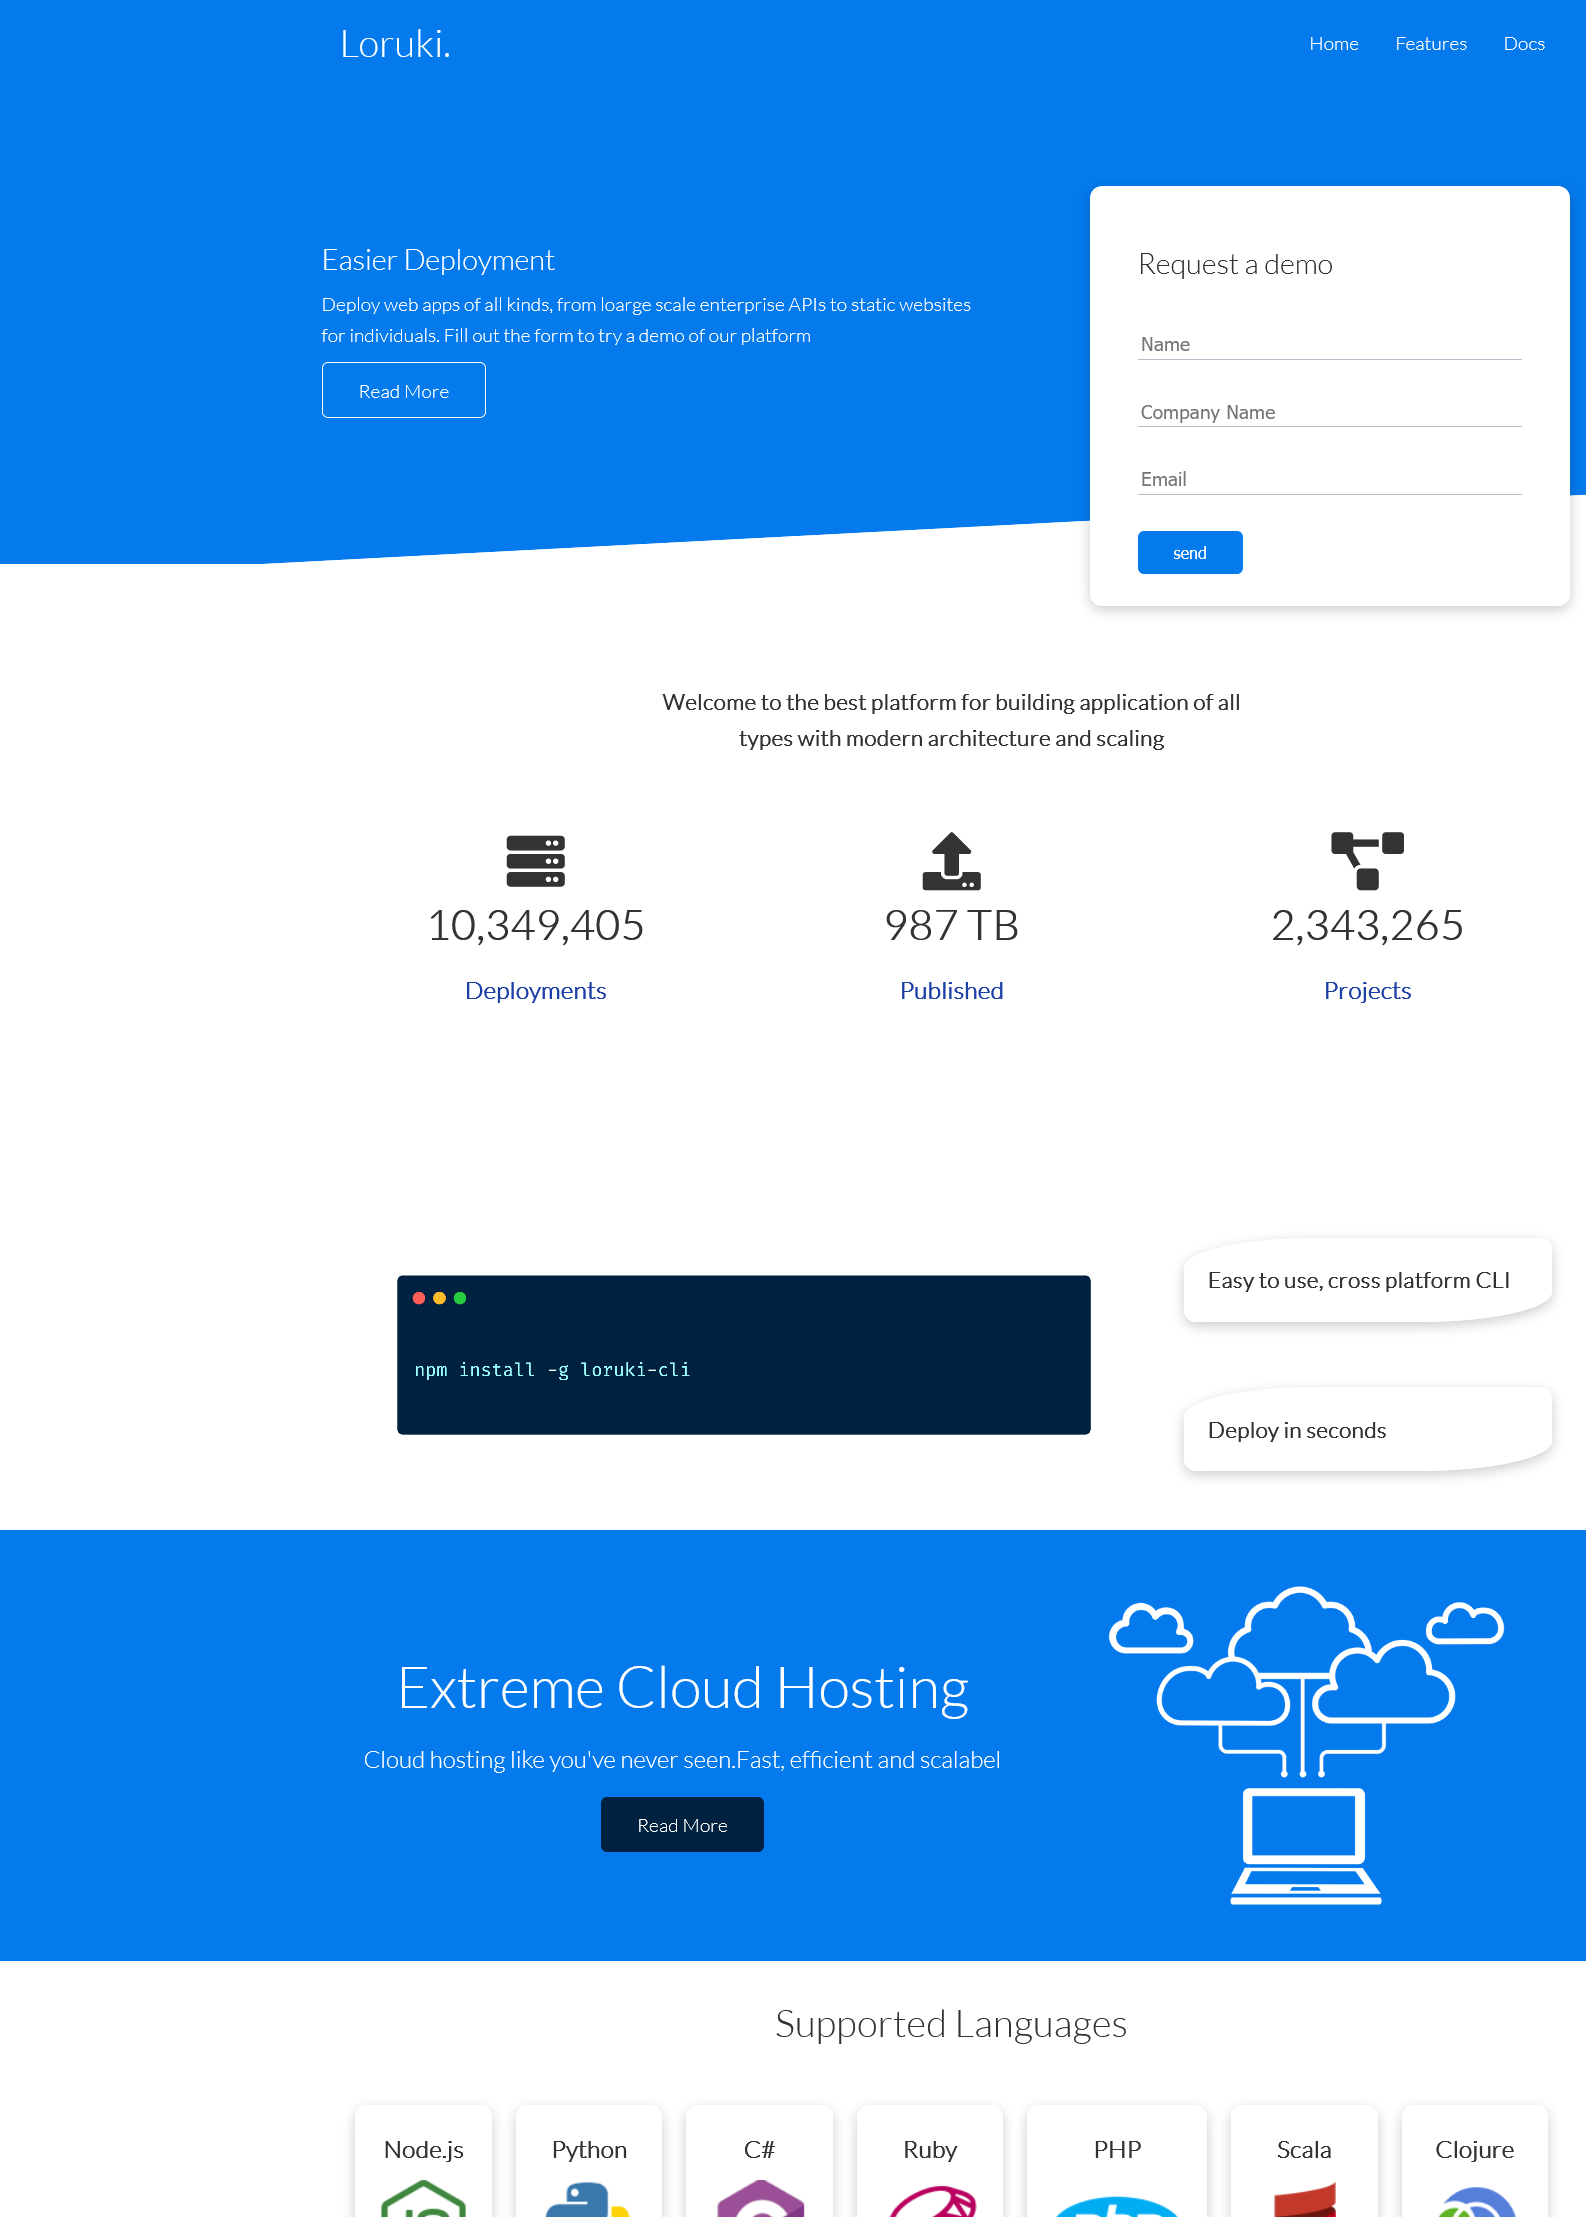 Loruki.
Home Features Docs
Easier Deployment
Deploy web apps of all kinds, from loarge scale enterprise APIs to static websites
for individuals. Fill out the form to try a demo of our platform
Read More
Request a demo
Name
Company Name
Email
send
Welcome to the best platform for building application of all
types with modern architecture and scaling
10,349,405
Deployments
987 TB
Published
2,343,265
Projects
npm install -g loruki-cli
Easy to use, cross platform CLI
Deploy in seconds
Extreme Cloud Hosting
Cloud hosting like you've never seen.Fast, efficient and scalabel
Read More
Supported Languages
Node.js
Python
C#
Ruby
PHP
Scala
Clojure